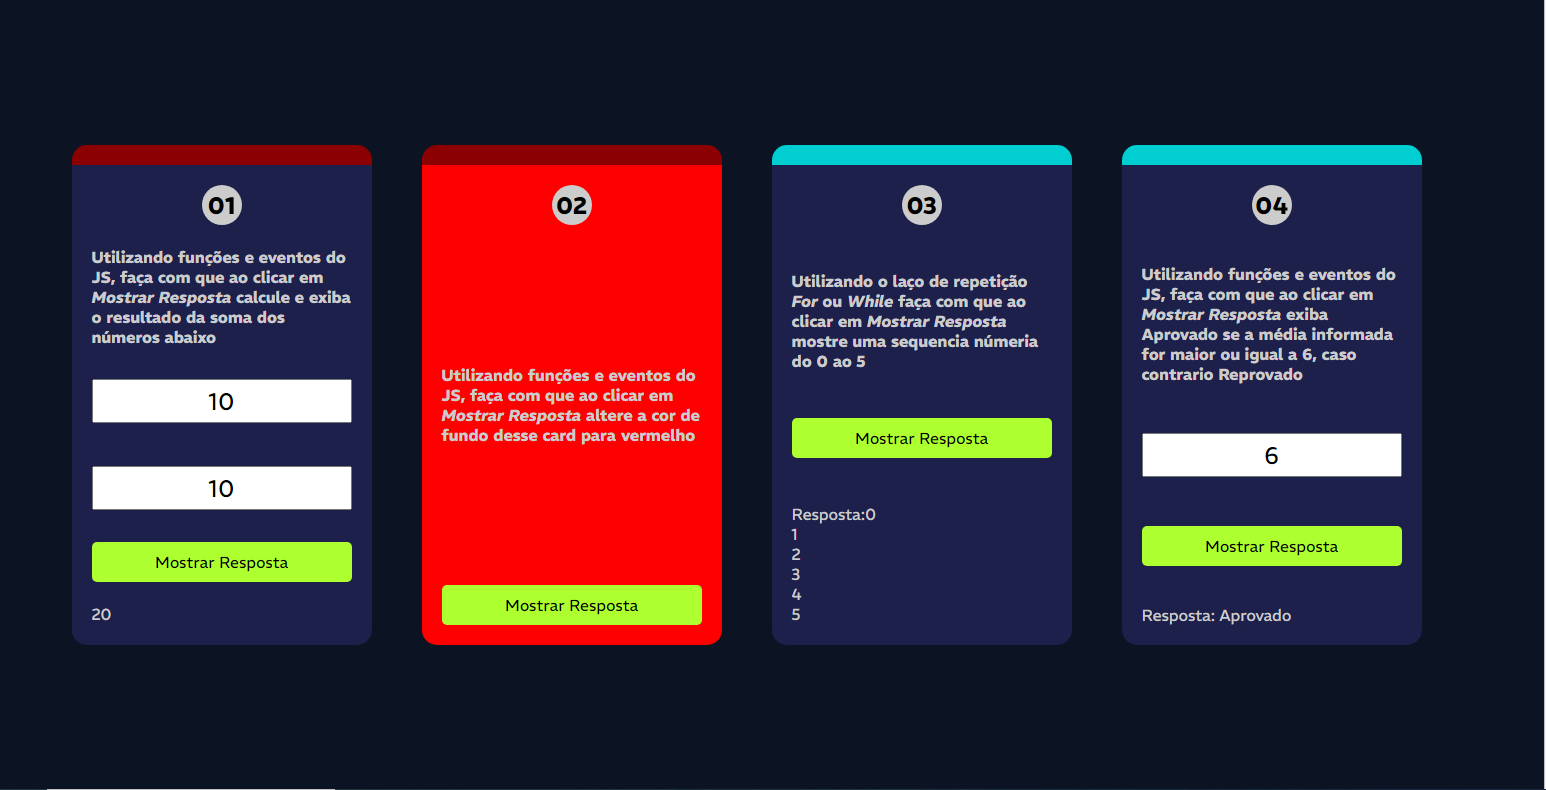 01
Utilizando funções e eventos do
JS, faça com que ao clicar em
Mostrar Resposta calcule e exiba
o resultado da soma dos
números abaixo
10
10
Mostrar Resposta
20
02
Utilizando funções e eventos do
JS, faça com que ao clicar em
Mostrar Resposta altere a cor de
fundo desse card para vermelho
Mostrar Resposta
03
Utilizando o laço de repetição
For ou While faça com que ao
clicar em Mostrar Resposta
mostre uma sequencia númeria
do 0 ao 5
Mostrar Resposta
Resposta:0
1
2
3
4
5
04
Utilizando funções e eventos do
JS, faça com que ao clicar em
Mostrar Resposta exiba
Aprovado se a média informada
for maior ou igual a 6, caso
contrario Reprovado
6
Mostrar Resposta
Resposta: Aprovado